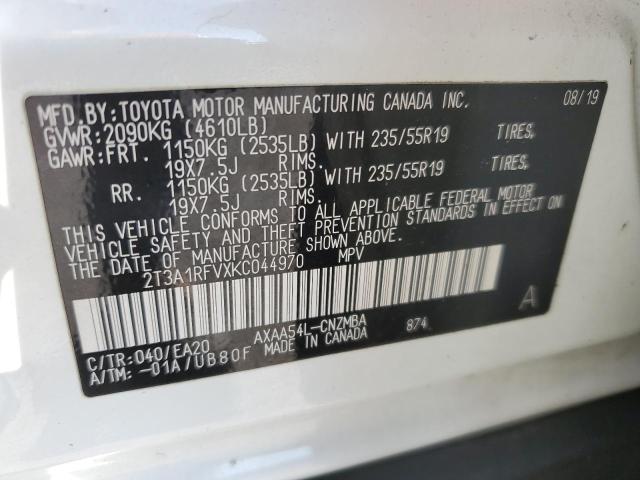 MFD.BY:TOYOTA MOTOR MANUFACTURING CANADA INC. 08/19
GVWR:2090KG (4610LB)
GAWR:FRT. 1150KG (2535LB) WITH 235/55R19 TIRES.
19X7.5J RIMS.
RR. 1150KG (2535LB) WITH 235/55R19 TIRES.
19X7.5J RIMS.
THIS VEHICLE CONFORMS TO ALL APPLICABLE FEDERAL MOTOR
VEHICLE SAFETY AND THEFT PREVENTION STANDARDS IN EFFECT ON
THE DATE OF MANUFACTURE SHOWN ABOVE.
2T3A1RFVXKC044970 MPV
A
C/TR:040/EA20 AXAA54L-CNZMBA 874
A/TM:-01A/UB80F MADE IN CANADA